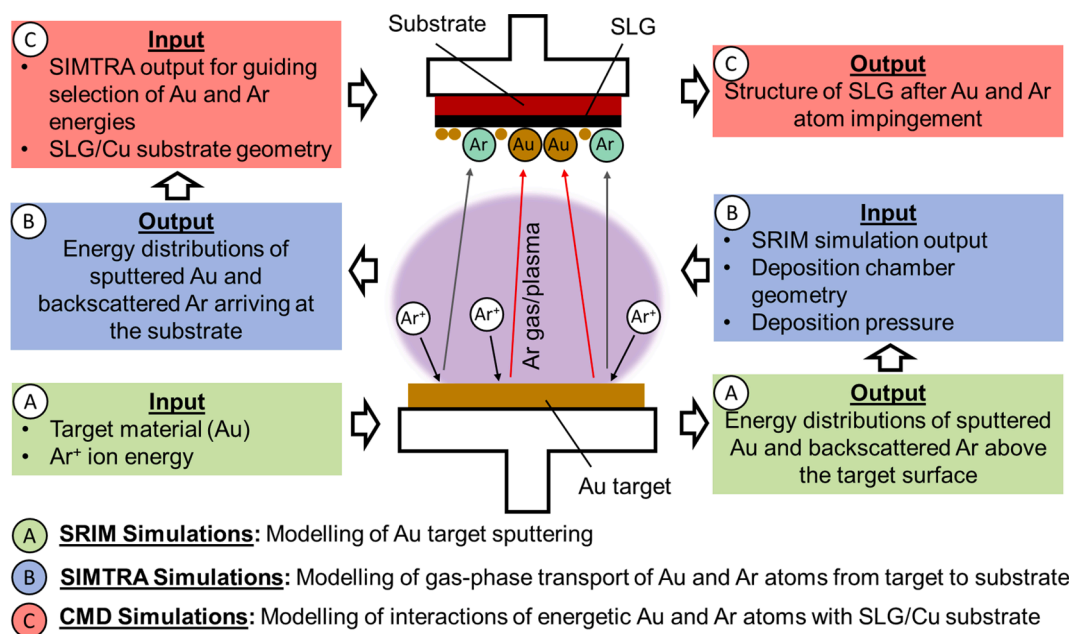 C
Input
• SIMTRA output for guiding
selection of Au and Ar
energies
• SLG/Cu substrate geometry
Substrate
SLG
Ar
Au
Au
Ar
C
Output
Structure of SLG after Au and Ar
atom impingement
B
Output
Energy distributions of
sputtered Au and
backscattered Ar arriving at
the substrate
Ar gas/plasma
Ar⁺
Ar⁺
Ar⁺
B
Input
• SRIM simulation output
• Deposition chamber
geometry
• Deposition pressure
A
Input
• Target material (Au)
• Ar⁺ ion energy
Au target
A
Output
Energy distributions of sputtered
Au and backscattered Ar above
the target surface
A SRIM Simulations: Modelling of Au target sputtering
B SIMTRA Simulations: Modelling of gas-phase transport of Au and Ar atoms from target to substrate
C CMD Simulations: Modelling of interactions of energetic Au and Ar atoms with SLG/Cu substrate